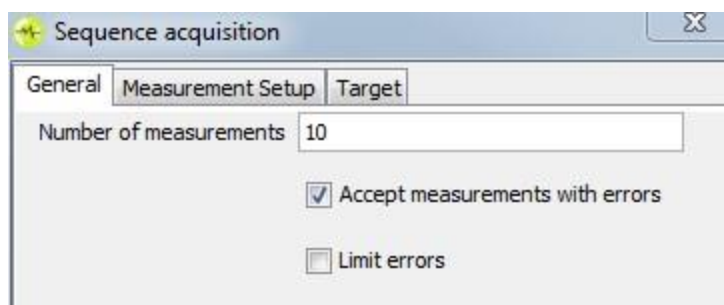 Sequence acquisition
General Measurement Setup Target
Number of measurements 10
Accept measurements with errors
Limit errors